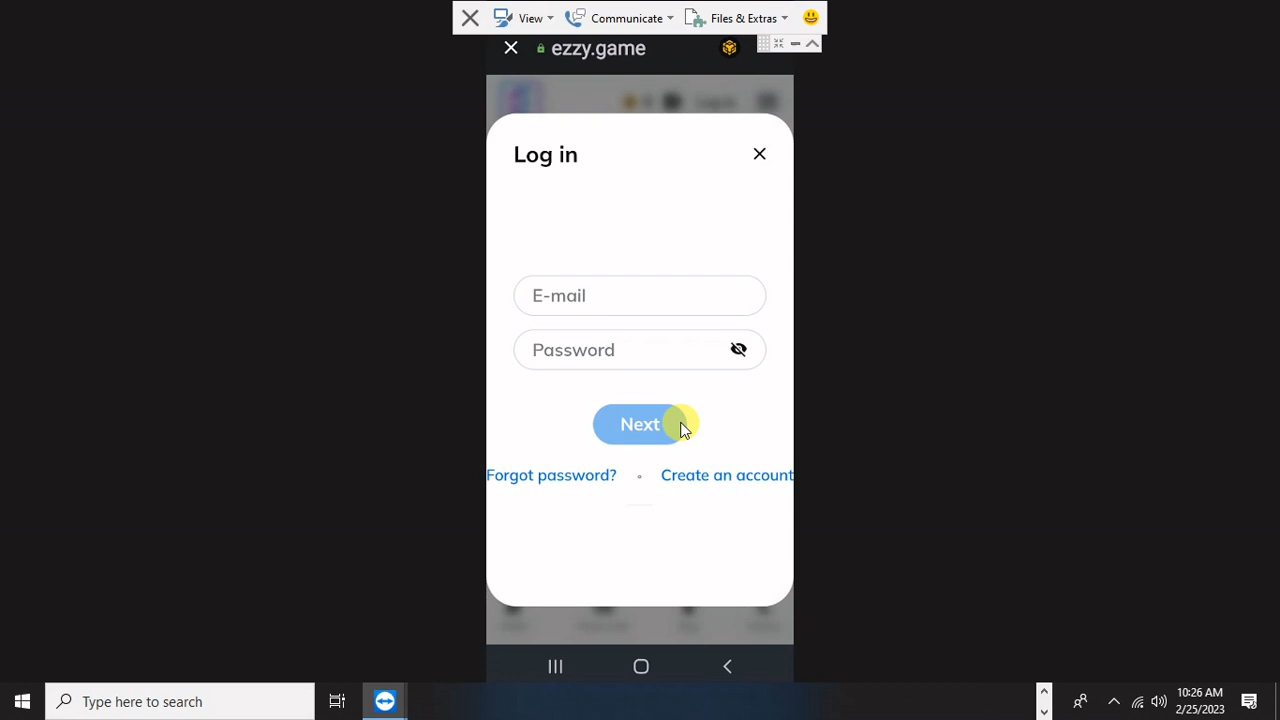 View
Communicate
Files & Extras
ezzy.game
Log in
E-mail
Password
Next
Forgot password?
Create an account
Type here to search
10:26 AM
2/25/2023